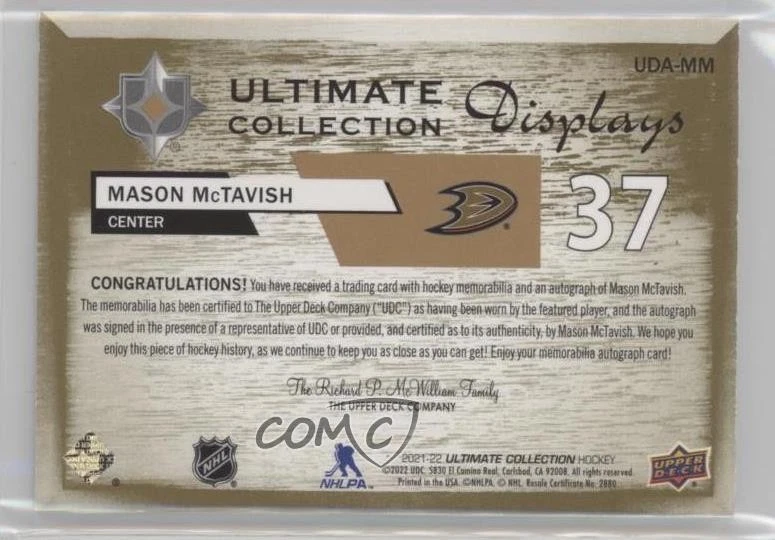 UDA-MM
ULTIMATE
COLLECTION Displays
MASON McTAVISH
CENTER
37
CONGRATULATIONS! You have received a trading card with hockey memorabilia and an autograph of Mason McTavish.
The memorabilia has been certified to The Upper Deck Company ("UDC") as having been worn by the featured player, and the autograph
was signed in the presence of a representative of UDC or provided, and certified as to its authenticity, by Mason McTavish. We hope you
enjoy this piece of hockey history, as we continue to keep you as close as you can get! Enjoy your memorabilia autograph card!
The Richard P. McWilliam Family
THE UPPER DECK COMPANY
COMC
NHL
NHLPA
2021-22 ULTIMATE COLLECTION HOCKEY
©2022 UDC. 5830 El Camino Real, Carlsbad, CA 92008. All rights reserved.
Printed in the USA. ©NHLPA. © NHL. Resale Certificate No. 2880
UPPER
DECK